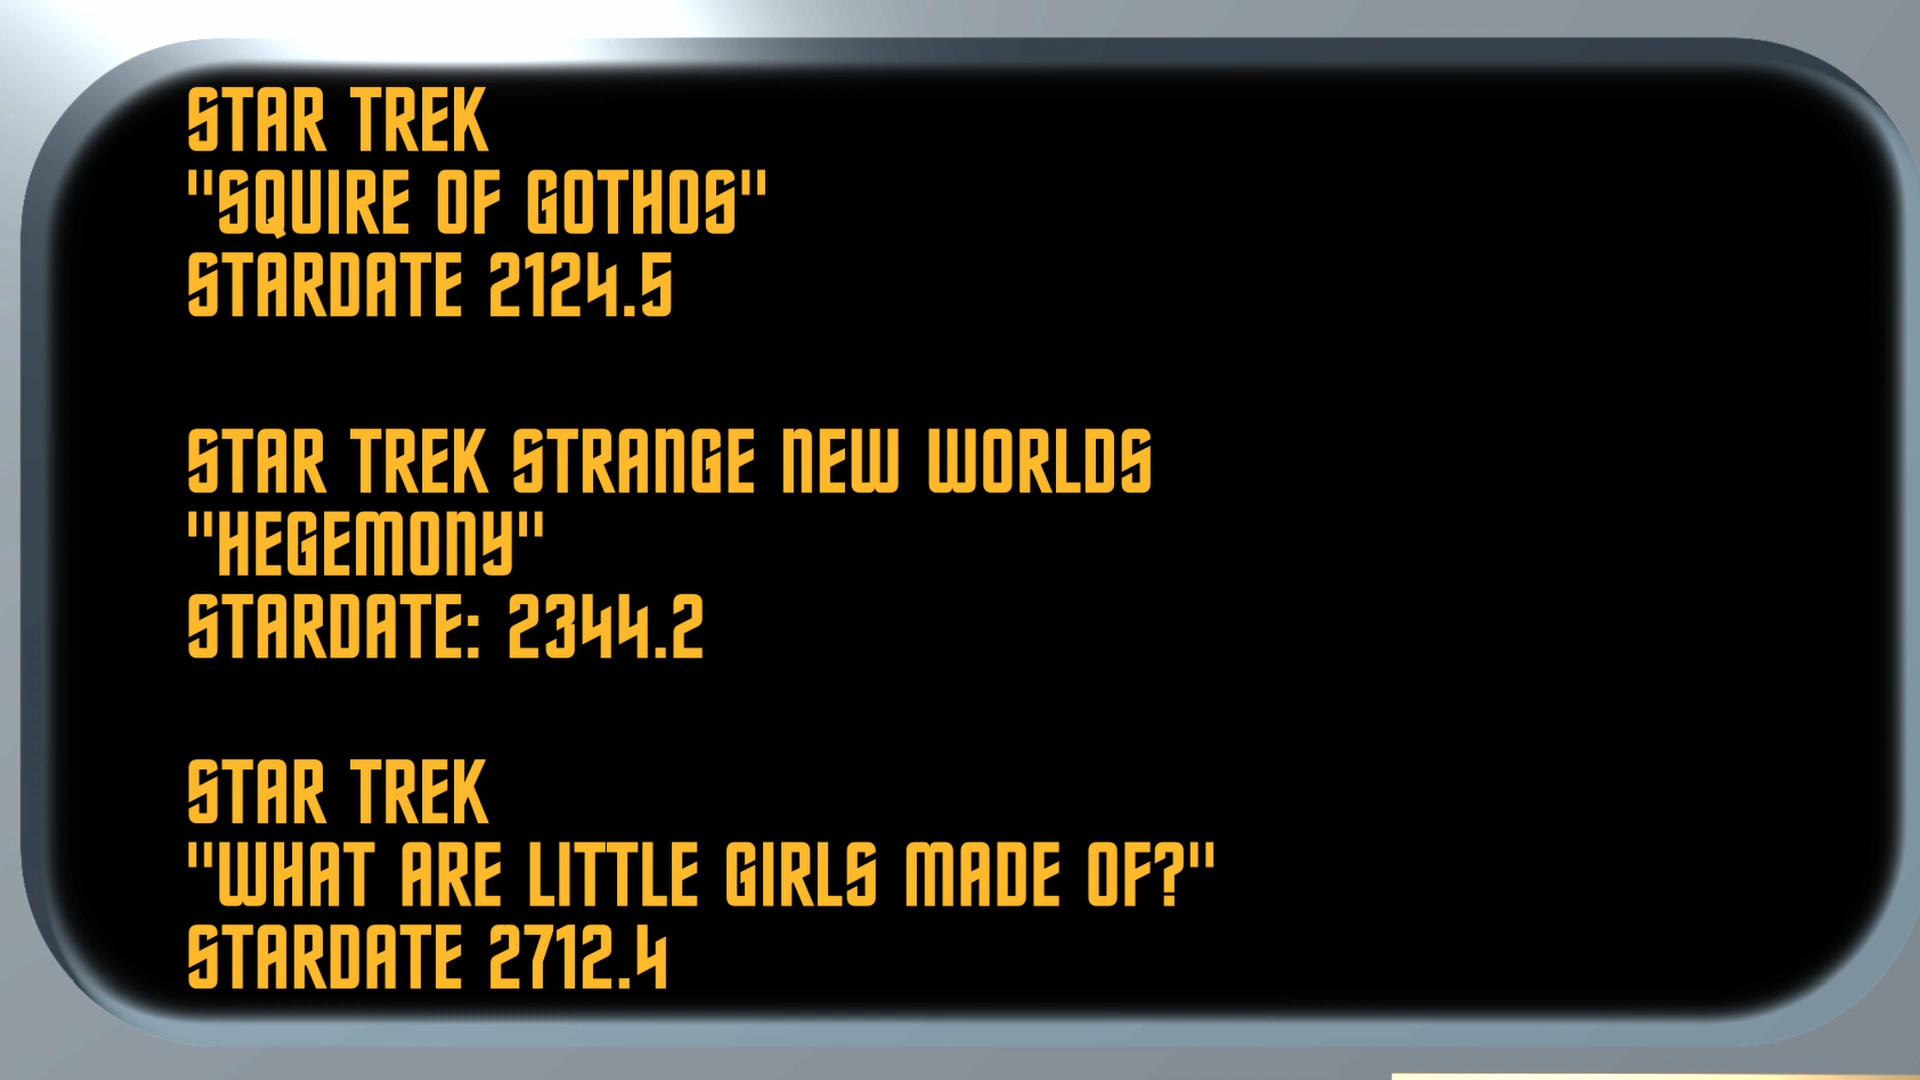 STAR TREK
"SQUIRE OF GOTHOS"
STARDATE 2124.5
STAR TREK STRANGE NEW WORLDS
"HEGEMONY"
STARDATE: 2344.2
STAR TREK
"WHAT ARE LITTLE GIRLS MADE OF?"
STARDATE 2712.4